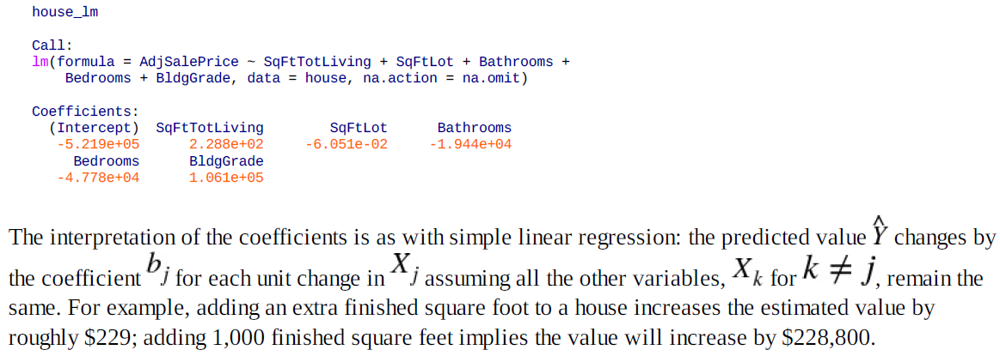 house_lm
Call:
lm(formula = AdjSalePrice ~ SqFtTotLiving + SqFtLot + Bathrooms +
Bedrooms + BldgGrade, data = house, na.action = na.omit)
Coefficients:
(Intercept) SqFtTotLiving SqFtLot Bathrooms
-5.219e+05 2.288e+02 -6.051e-02 -1.944e+04
Bedrooms BldgGrade
-4.778e+04 1.061e+05
The interpretation of the coefficients is as with simple linear regression: the predicted value Ŷ changes by
the coefficient bⱼ for each unit change in Xⱼ assuming all the other variables, Xₖ for k ≠ j, remain the
same. For example, adding an extra finished square foot to a house increases the estimated value by
roughly $229; adding 1,000 finished square feet implies the value will increase by $228,800.